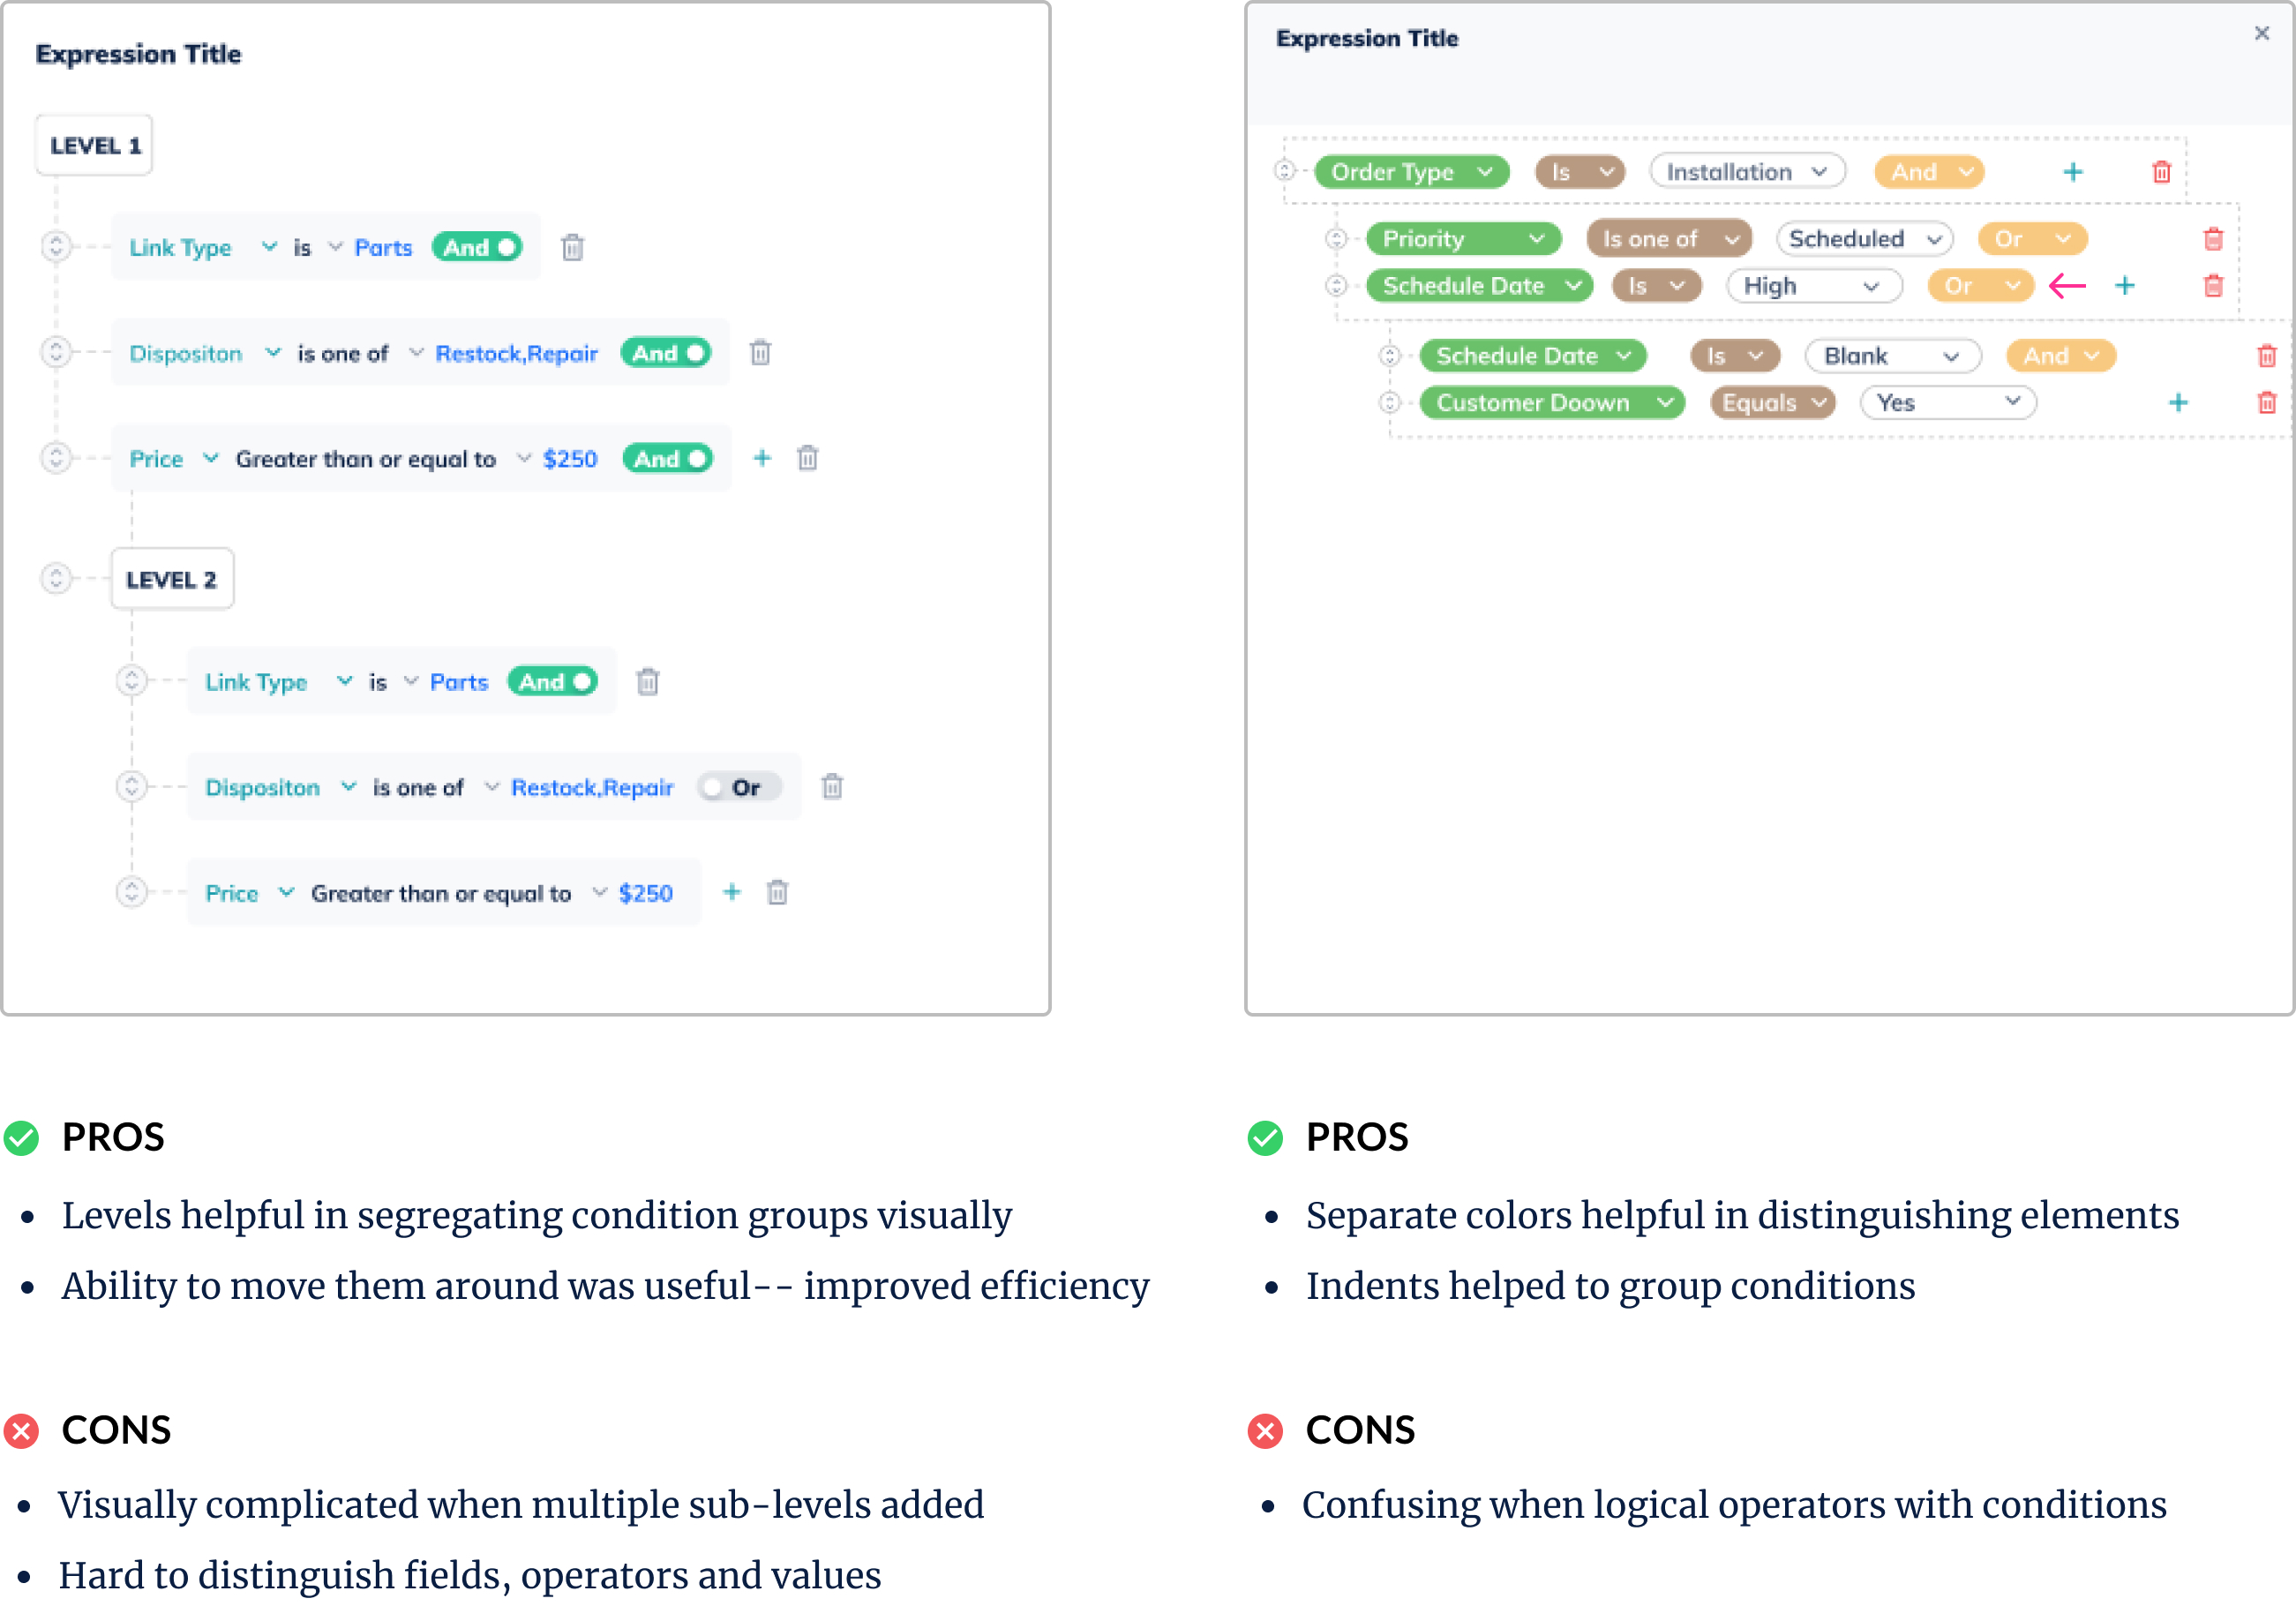 Expression Title
LEVEL 1
Link Type is Parts And
Dispositon is one of Restock,Repair And
Price Greater than or equal to $250 And +
LEVEL 2
Link Type is Parts And
Dispositon is one of Restock,Repair Or
Price Greater than or equal to $250 +
Expression Title ×
Order Type Is Installation And +
Priority Is one of Scheduled Or
Schedule Date Is High Or ← +
Schedule Date Is Blank And
Customer Doown Equals Yes +
PROS
• Levels helpful in segregating condition groups visually
• Ability to move them around was useful-- improved efficiency
CONS
• Visually complicated when multiple sub-levels added
• Hard to distinguish fields, operators and values
PROS
• Separate colors helpful in distinguishing elements
• Indents helped to group conditions
CONS
• Confusing when logical operators with conditions